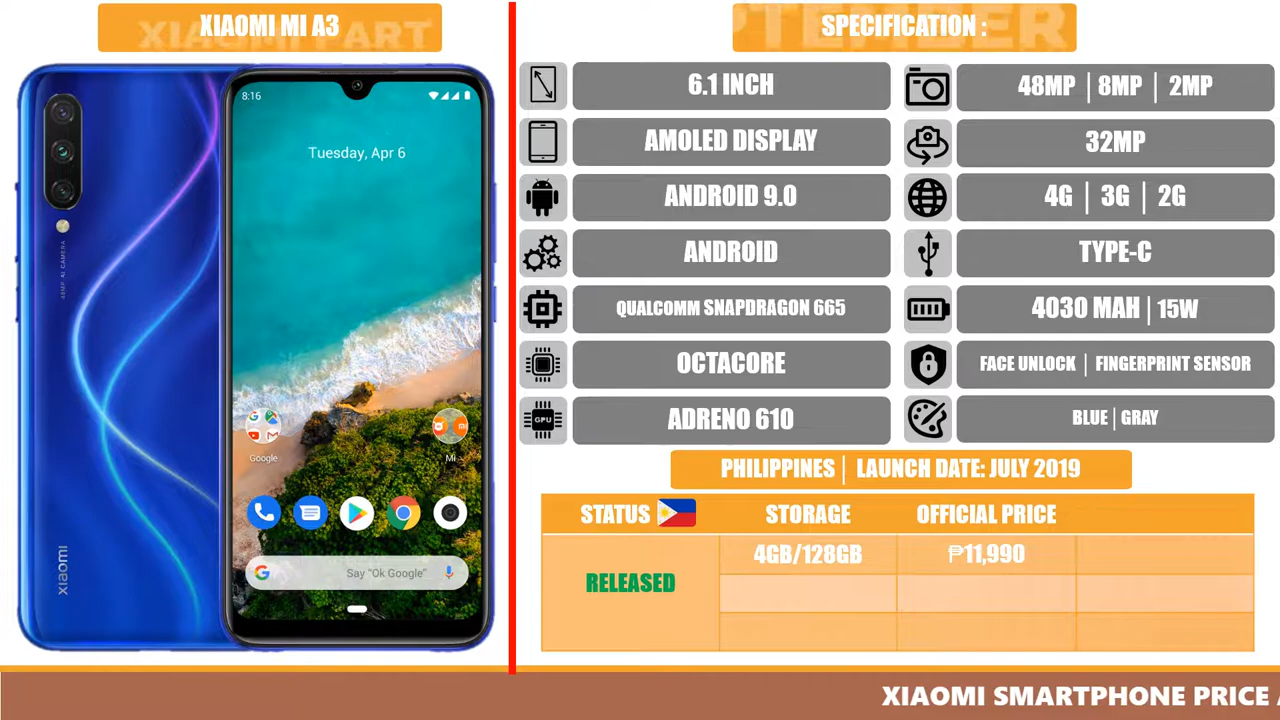 XIAOMI MI A3
XIAOMI PART
SPECIFICATION :
8:16
Tuesday, Apr 6
48MP AI CAMERA
Google
Mi
GPU
Say "Ok Google"
xiaomi
6.1 INCH
AMOLED DISPLAY
ANDROID 9.0
ANDROID
QUALCOMM SNAPDRAGON 665
OCTACORE
ADRENO 610
48MP | 8MP | 2MP
32MP
4G | 3G | 2G
TYPE-C
4030 MAH | 15W
FACE UNLOCK | FINGERPRINT SENSOR
BLUE | GRAY
PHILIPPINES | LAUNCH DATE: JULY 2019
STATUS STORAGE OFFICIAL PRICE
4GB/128GB ₱11,990
RELEASED
XIAOMI SMARTPHONE PRICE